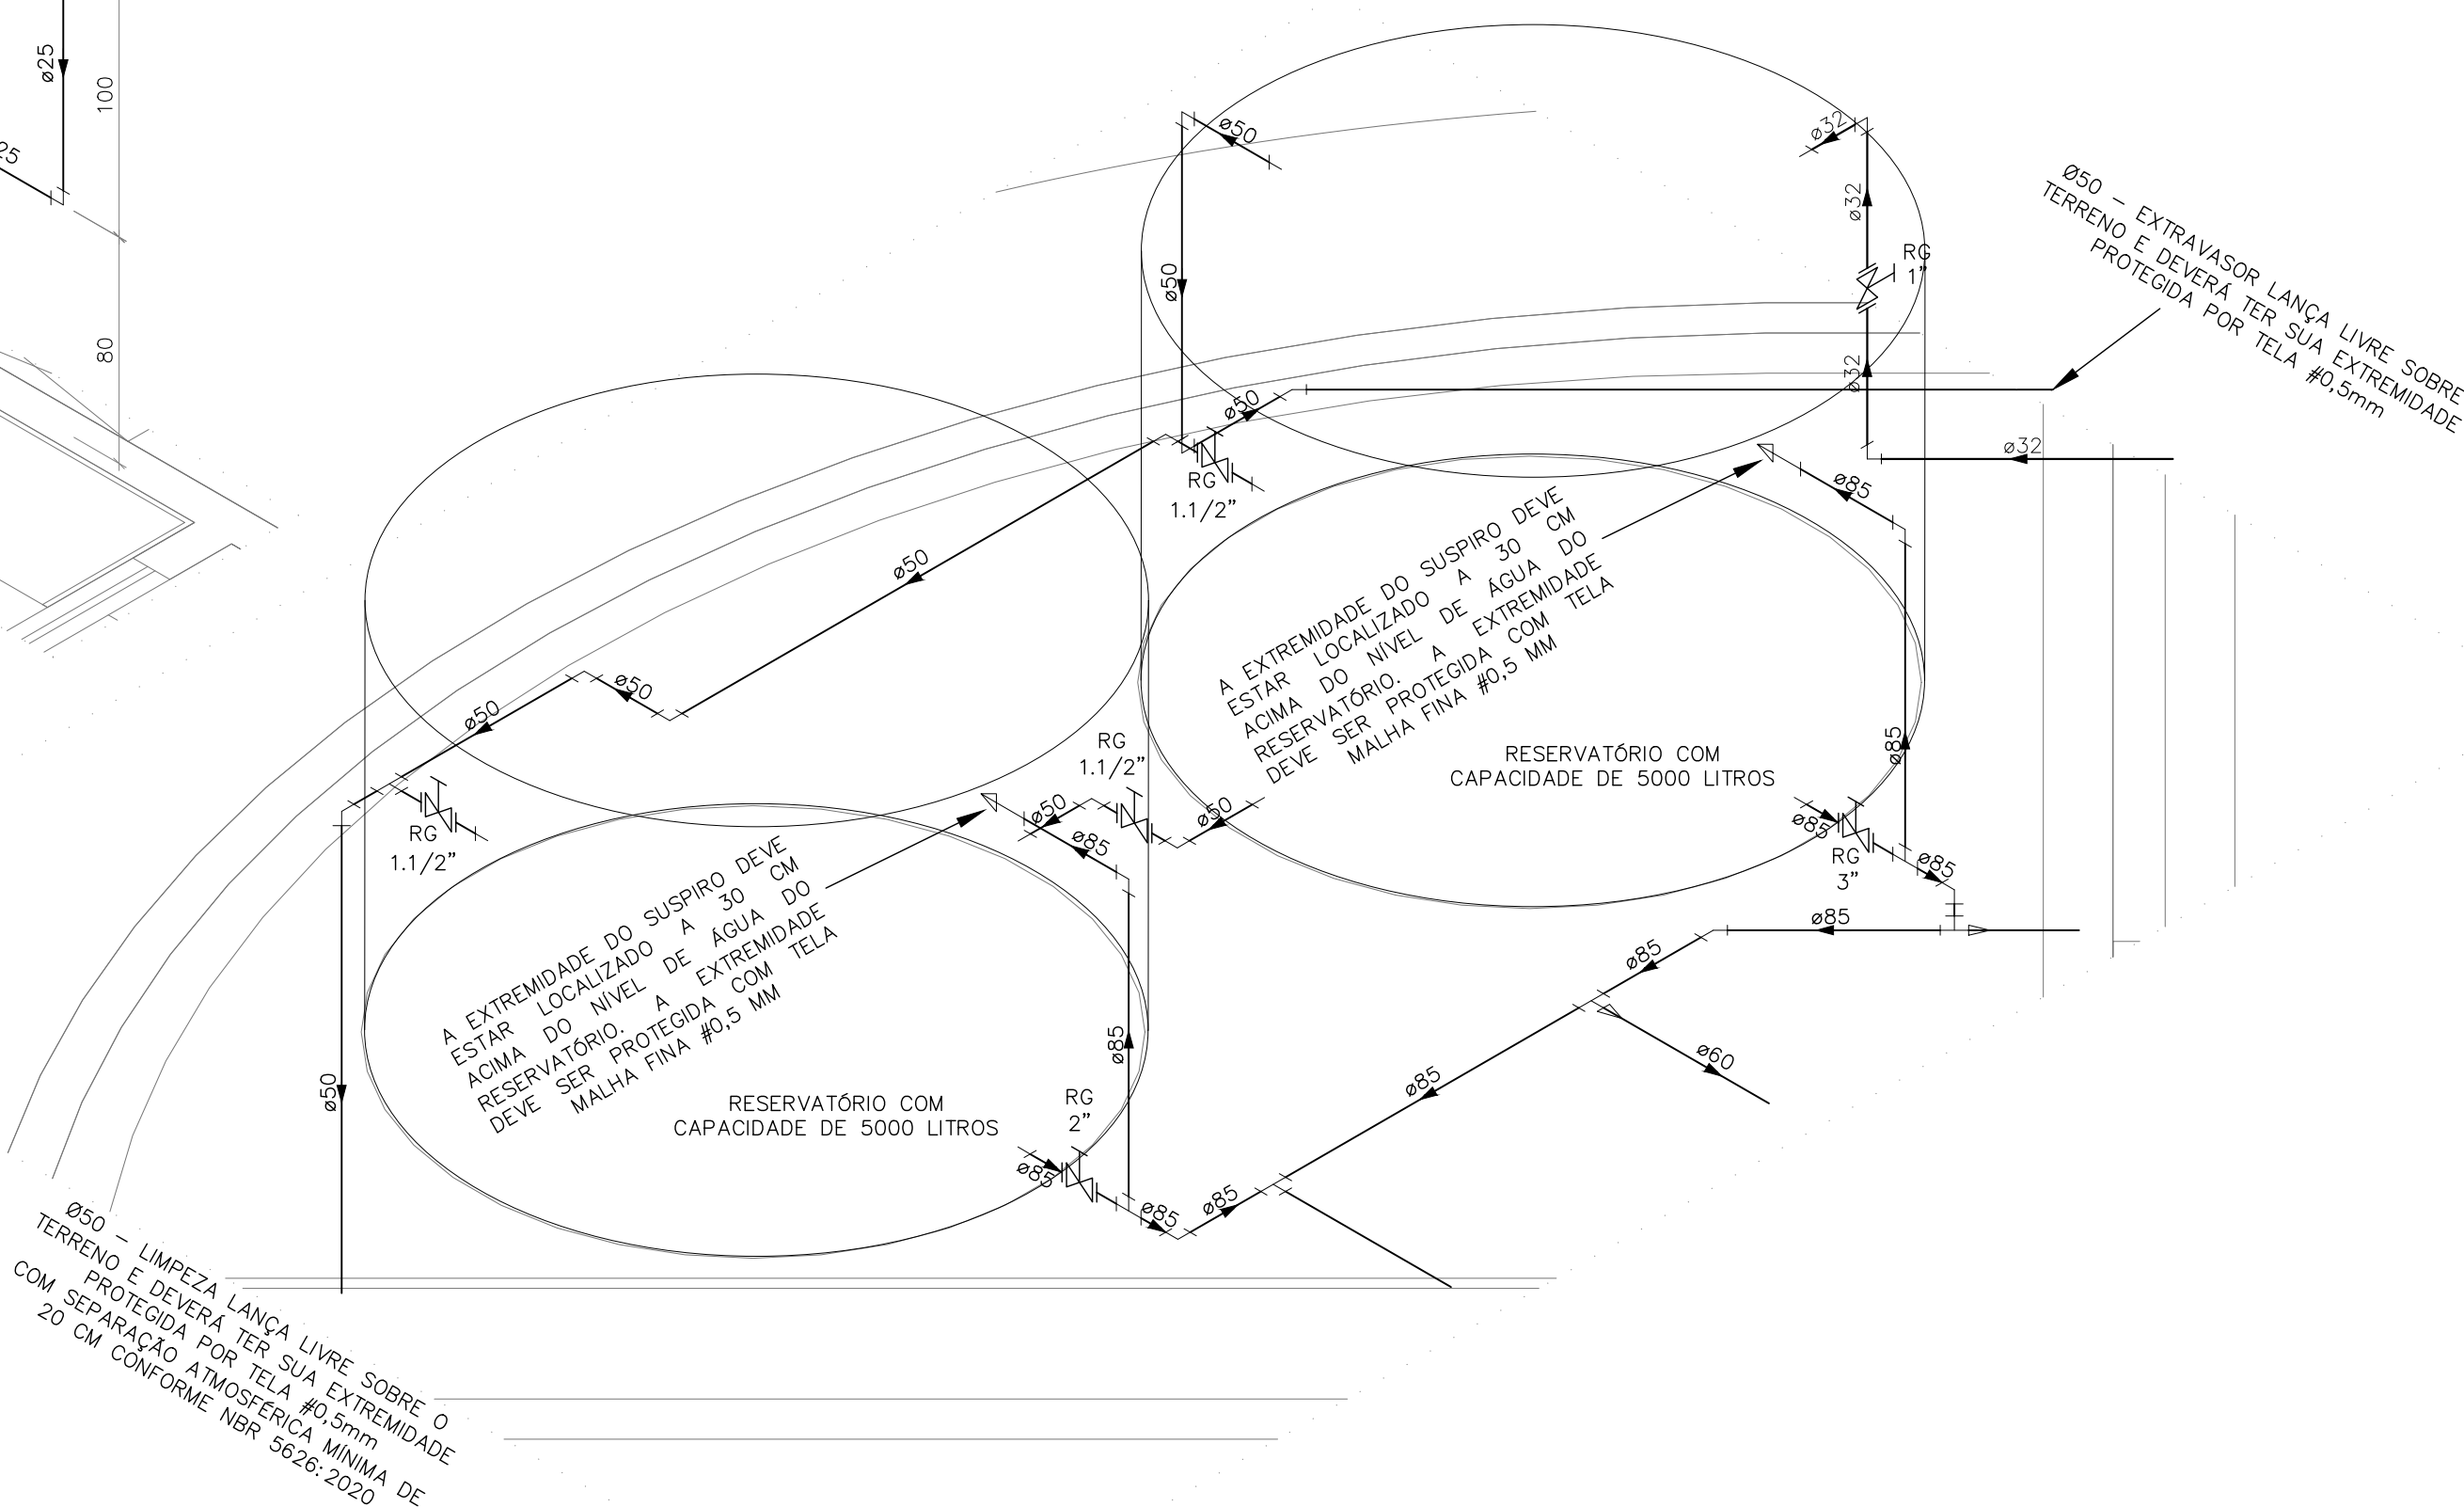 ø25
100
25
80
ø50
ø50
ø32
ø32
RG
1"
ø32
ø32
Ø50 – EXTRAVASOR LANÇA LIVRE SOBRE
TERRENO E DEVERÁ TER SUA EXTREMIDADE
PROTEGIDA POR TELA #0,5mm
ø50
RG
1.1/2"
ø50
ø50
ø50
RG
1.1/2"
A EXTREMIDADE DO SUSPIRO DEVE
ESTAR LOCALIZADO A 30 CM
ACIMA DO NÍVEL DE ÁGUA DO
RESERVATÓRIO. A EXTREMIDADE
DEVE SER PROTEGIDA COM TELA
MALHA FINA #0,5 MM
ø85
ø85
RESERVATÓRIO COM
CAPACIDADE DE 5000 LITROS
RG
1.1/2"
ø50
ø50
ø85
ø85
RG
3"
ø85
ø85
ø85
ø60
ø85
A EXTREMIDADE DO SUSPIRO DEVE
ESTAR LOCALIZADO A 30 CM
ACIMA DO NÍVEL DE ÁGUA DO
RESERVATÓRIO. A EXTREMIDADE
DEVE SER PROTEGIDA COM TELA
MALHA FINA #0,5 MM
ø85
RESERVATÓRIO COM
CAPACIDADE DE 5000 LITROS
RG
2"
ø85
ø85
ø85
ø50
Ø50 – LIMPEZA LANÇA LIVRE SOBRE O
TERRENO E DEVERÁ TER SUA EXTREMIDADE
PROTEGIDA POR TELA #0,5mm
COM SEPARAÇÃO ATMOSFÉRICA MÍNIMA DE
20 CM CONFORME NBR 5626:2020